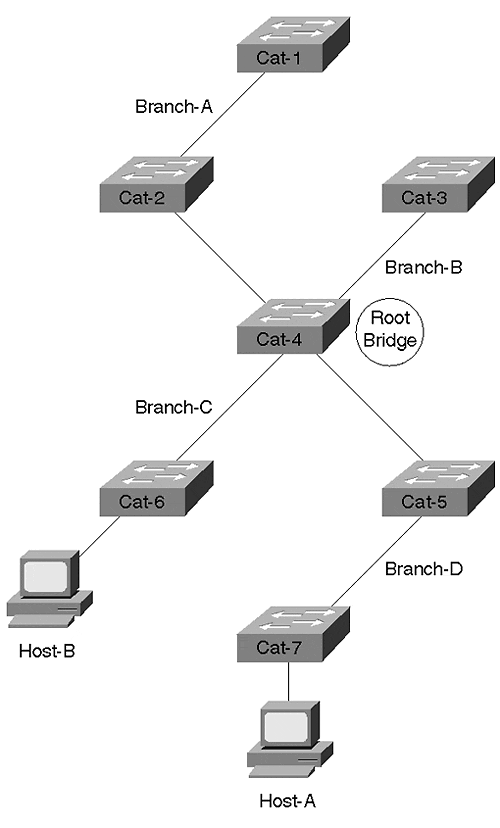 Cat-1
Branch-A
Cat-2
Cat-3
Branch-B
Cat-4
Root
Bridge
Branch-C
Cat-6
Cat-5
Branch-D
Host-B
Cat-7
Host-A